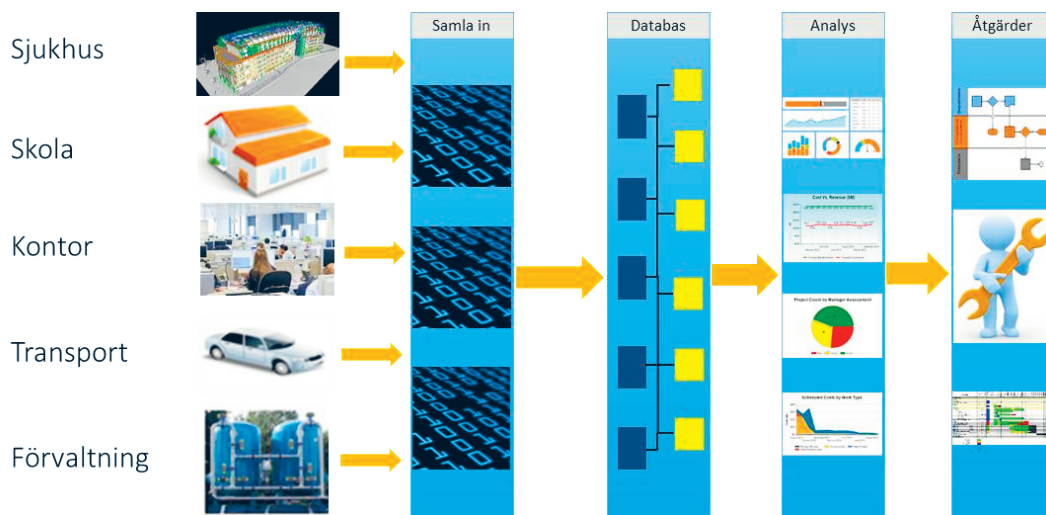 Sjukhus
Skola
Kontor
Transport
Förvaltning
Samla in
Databas
Analys
Cost Vs. Revenue ($M)
Project Count by Manager Assessment
Scheduled Costs by Work Type
Åtgärder